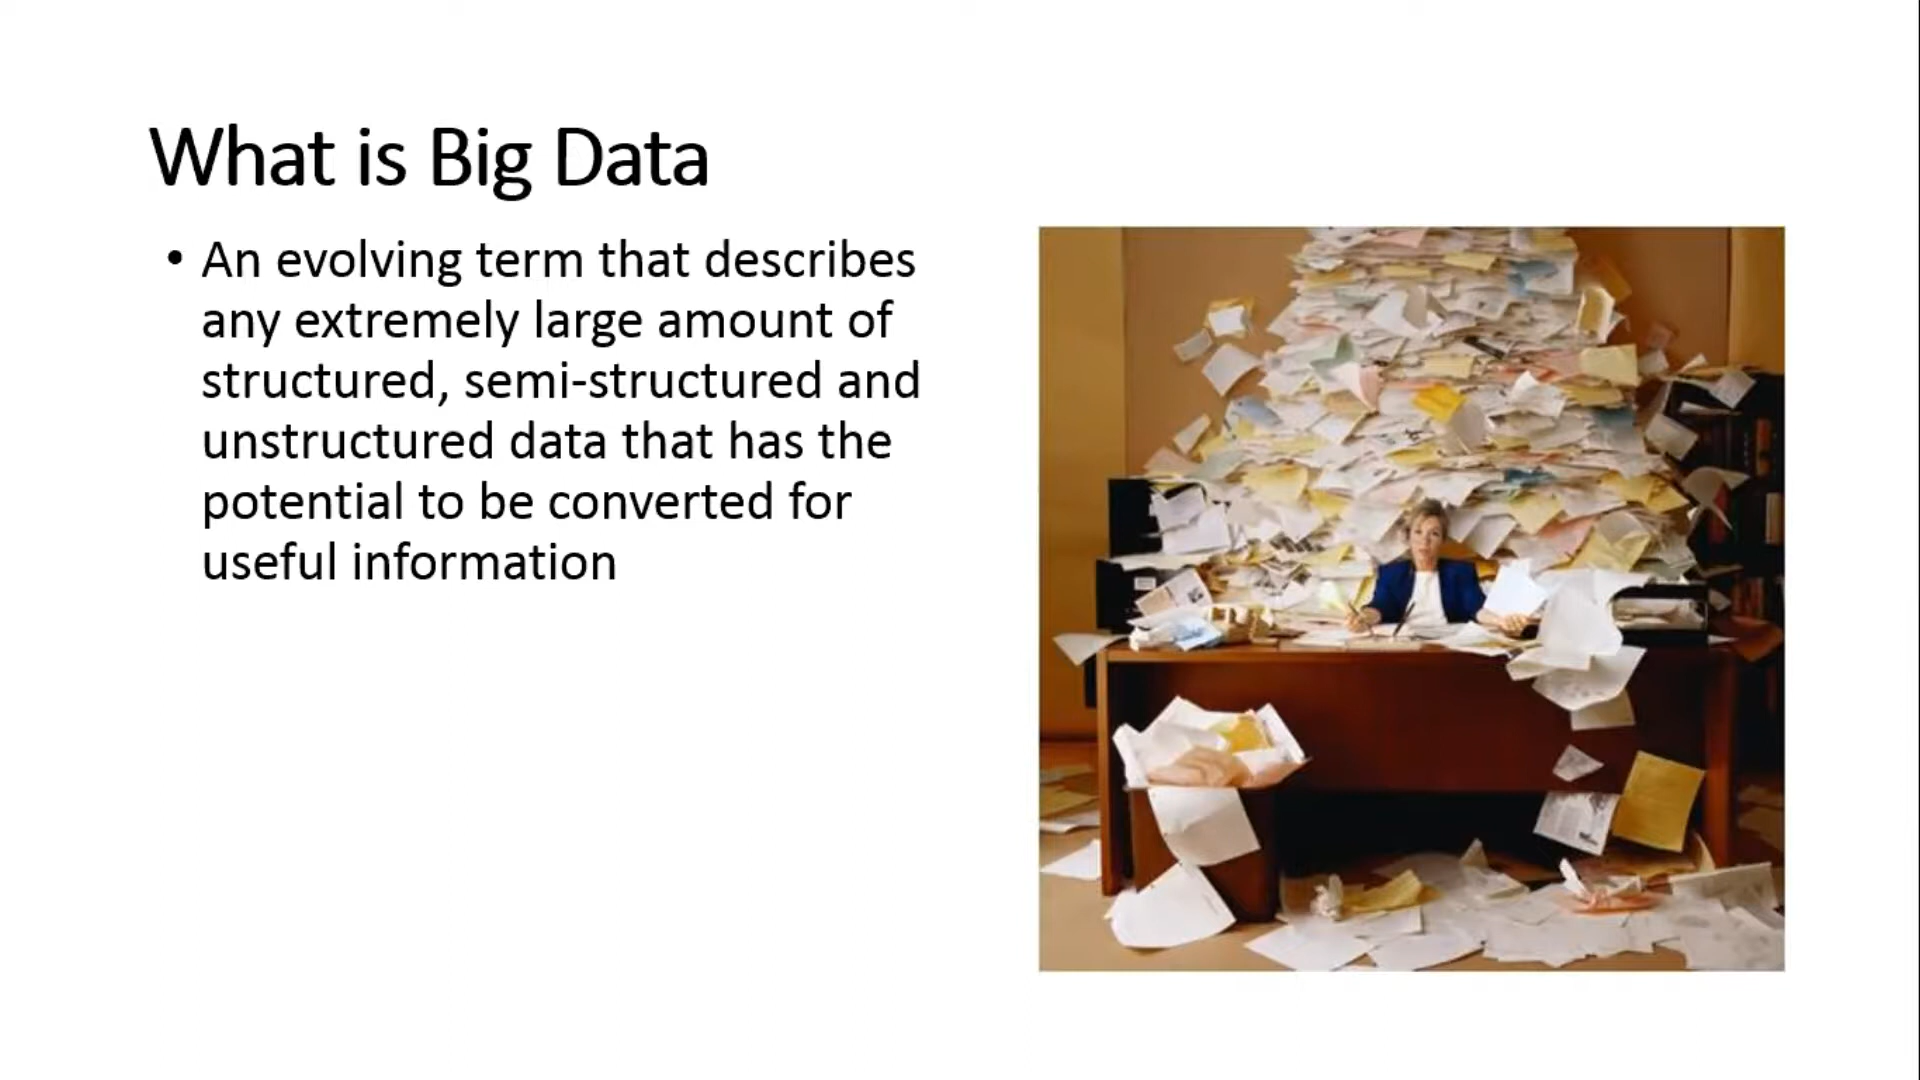 What is Big Data
• An evolving term that describes
any extremely large amount of
structured, semi-structured and
unstructured data that has the
potential to be converted for
useful information